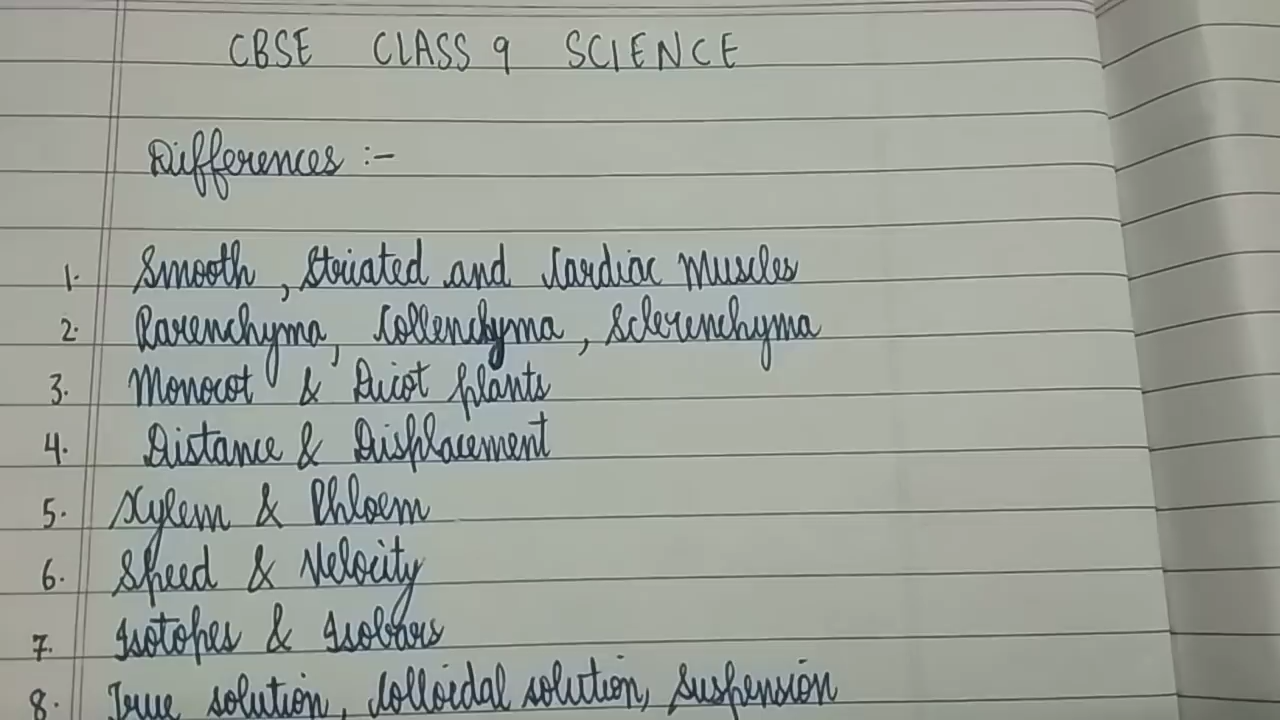 CBSE CLASS 9 SCIENCE
Differences :-
1. Smooth, Striated and Cardiac Muscles
2. Parenchyma, Collenchyma, Sclerenchyma
3. Monocot & Dicot plants
4. Distance & Displacement
5. Xylem & Phloem
6. Speed & Velocity
7. Isotopes & Isobars
8. True solution, Colloidal solution, Suspension